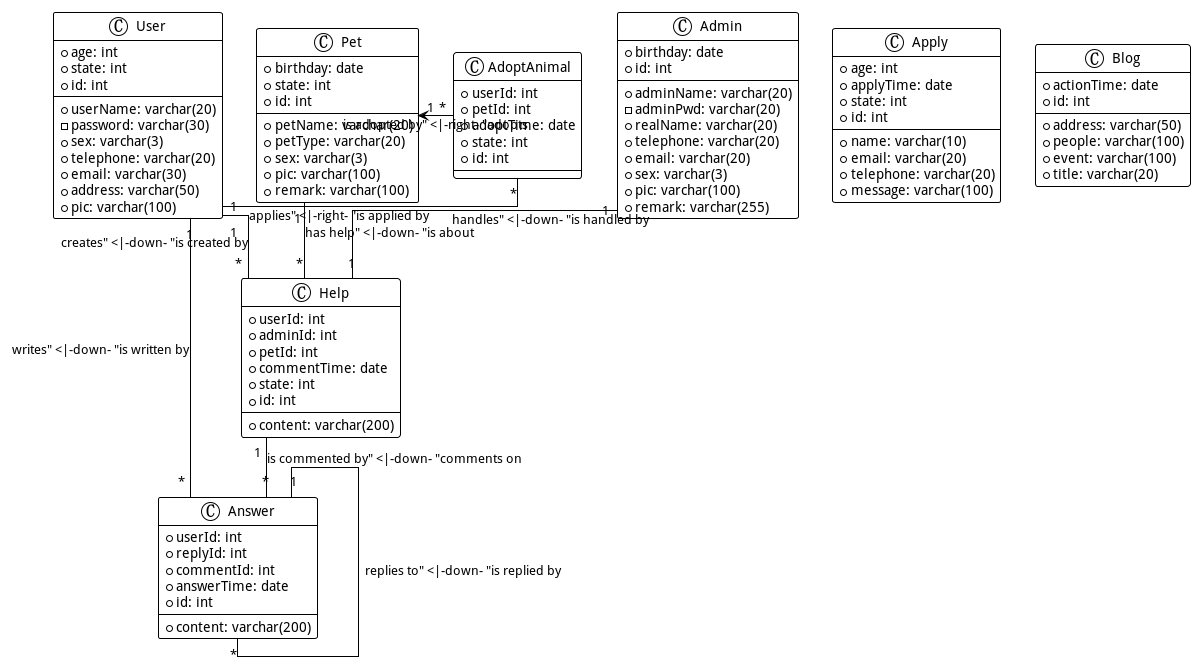 C User
age: int
state: int
id: int
userName: varchar(20)
password: varchar(30)
sex: varchar(3)
telephone: varchar(20)
email: varchar(30)
address: varchar(50)
pic: varchar(100)
C Pet
birthday: date
state: int
id: int
petName: varchar(20)
petType: varchar(20)
sex: varchar(3)
pic: varchar(100)
remark: varchar(100)
C AdoptAnimal
userId: int
petId: int
adoptTime: date
state: int
id: int
1 *
is adopted by" <|-right- "adopts
C Admin
birthday: date
id: int
adminName: varchar(20)
adminPwd: varchar(20)
realName: varchar(20)
telephone: varchar(20)
email: varchar(20)
sex: varchar(3)
pic: varchar(100)
remark: varchar(255)
C Apply
age: int
applyTime: date
state: int
id: int
name: varchar(10)
email: varchar(20)
telephone: varchar(20)
message: varchar(100)
C Blog
actionTime: date
id: int
address: varchar(50)
people: varchar(100)
event: varchar(100)
title: varchar(20)
*
1
applies" <|-right- "is applied by
1
handles" <|-down- "is handled by
1
1
1
has help" <|-down- "is about
creates" <|-down- "is created by
*
*
1
C Help
userId: int
adminId: int
petId: int
commentTime: date
state: int
id: int
content: varchar(200)
writes" <|-down- "is written by
1
is commented by" <|-down- "comments on
*
*
1
C Answer
userId: int
replyId: int
commentId: int
answerTime: date
id: int
content: varchar(200)
replies to" <|-down- "is replied by
*